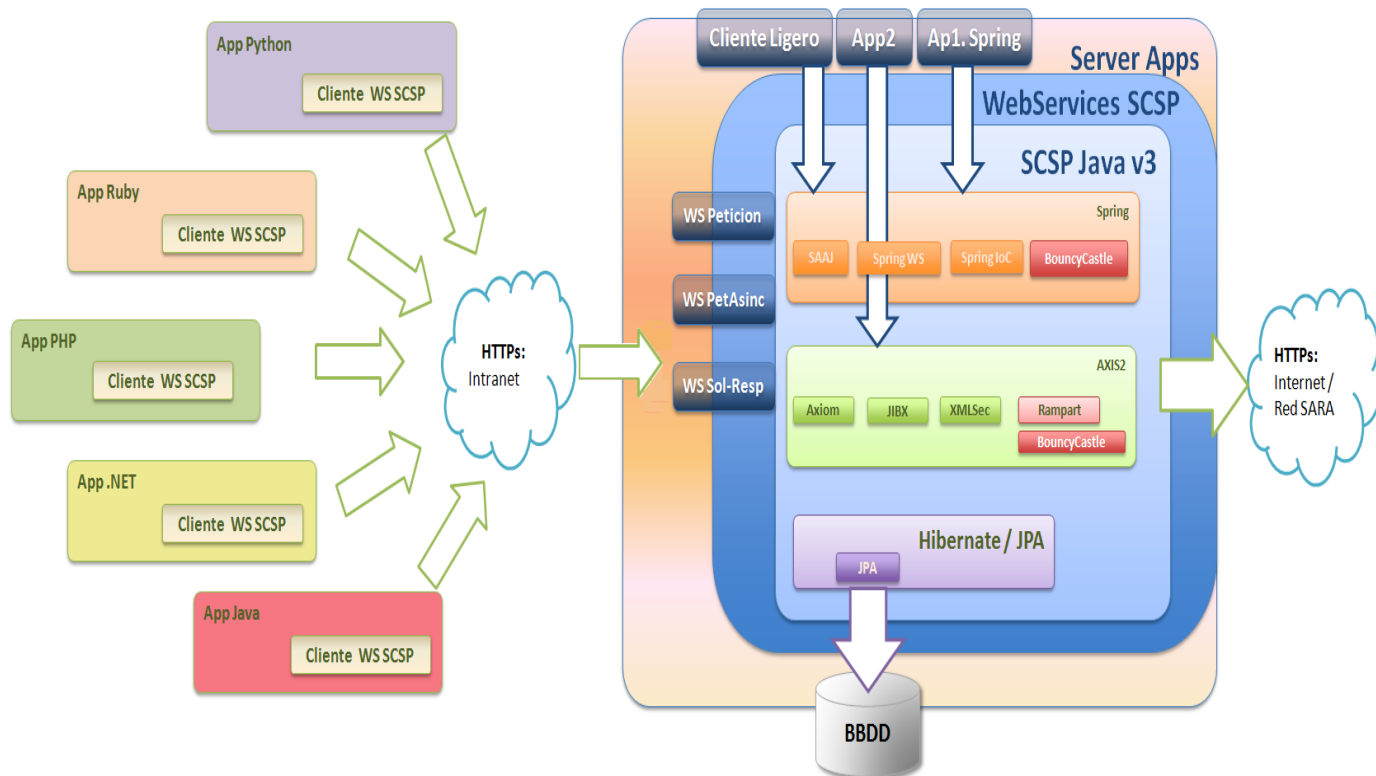 App Python
Cliente WS SCSP
App Ruby
Cliente WS SCSP
App PHP
Cliente WS SCSP
App .NET
Cliente WS SCSP
App Java
Cliente WS SCSP
HTTPs:
Intranet
Cliente Ligero
App2
Ap1. Spring
Server Apps
WebServices SCSP
SCSP Java v3
WS Peticion
WS PetAsinc
WS Sol-Resp
Spring
SAAJ
Spring WS
Spring IoC
BouncyCastle
AXIS2
Axiom
JIBX
XMLSec
Rampart
BouncyCastle
Hibernate / JPA
JPA
BBDD
HTTPs:
Internet /
Red SARA